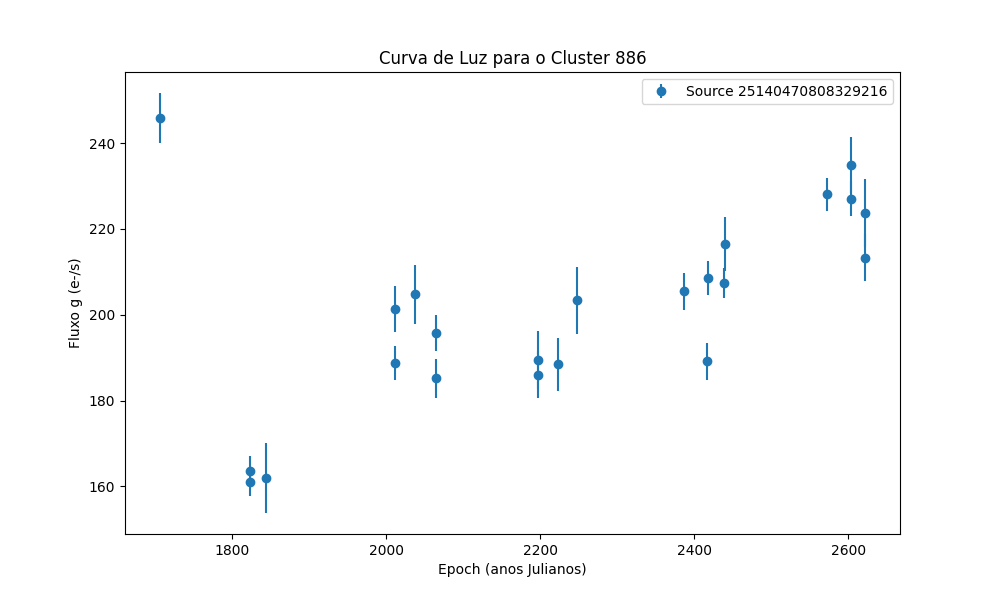 Curva de Luz para o Cluster 886
Source 25140470808329216
Fluxo g (e-/s)
240
220
200
180
160
1800 2000 2200 2400 2600
Epoch (anos Julianos)